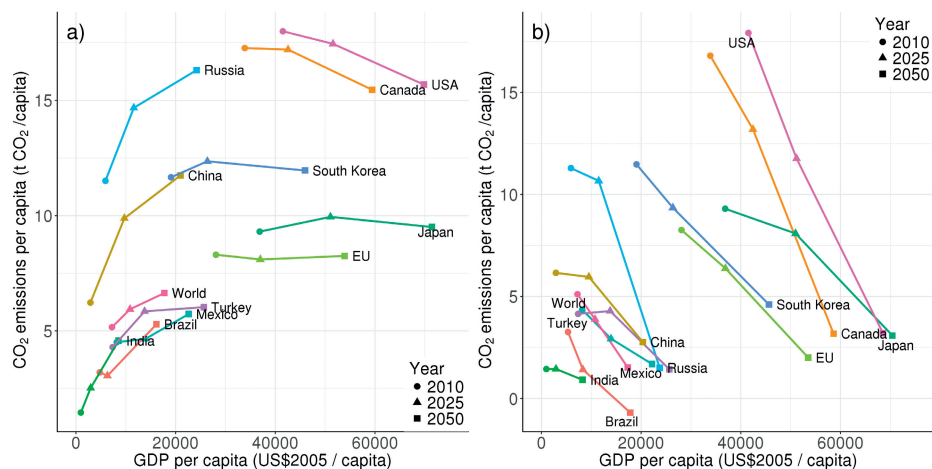 a)
CO2 emissions per capita (t CO2 /capita)
15
10
5
Russia
USA
Canada
China
South Korea
Japan
EU
World
Turkey
Mexico
Brazil
India
Year
2010
2025
2050
0
20000
40000
60000
GDP per capita (US$2005 / capita)
b)
CO2 emissions per capita (t CO2 /capita)
15
10
5
0
USA
Year
2010
2025
2050
World
Turkey
South Korea
Canada
Japan
China
EU
Mexico
Russia
India
Brazil
0
20000
40000
60000
GDP per capita (US$2005 / capita)